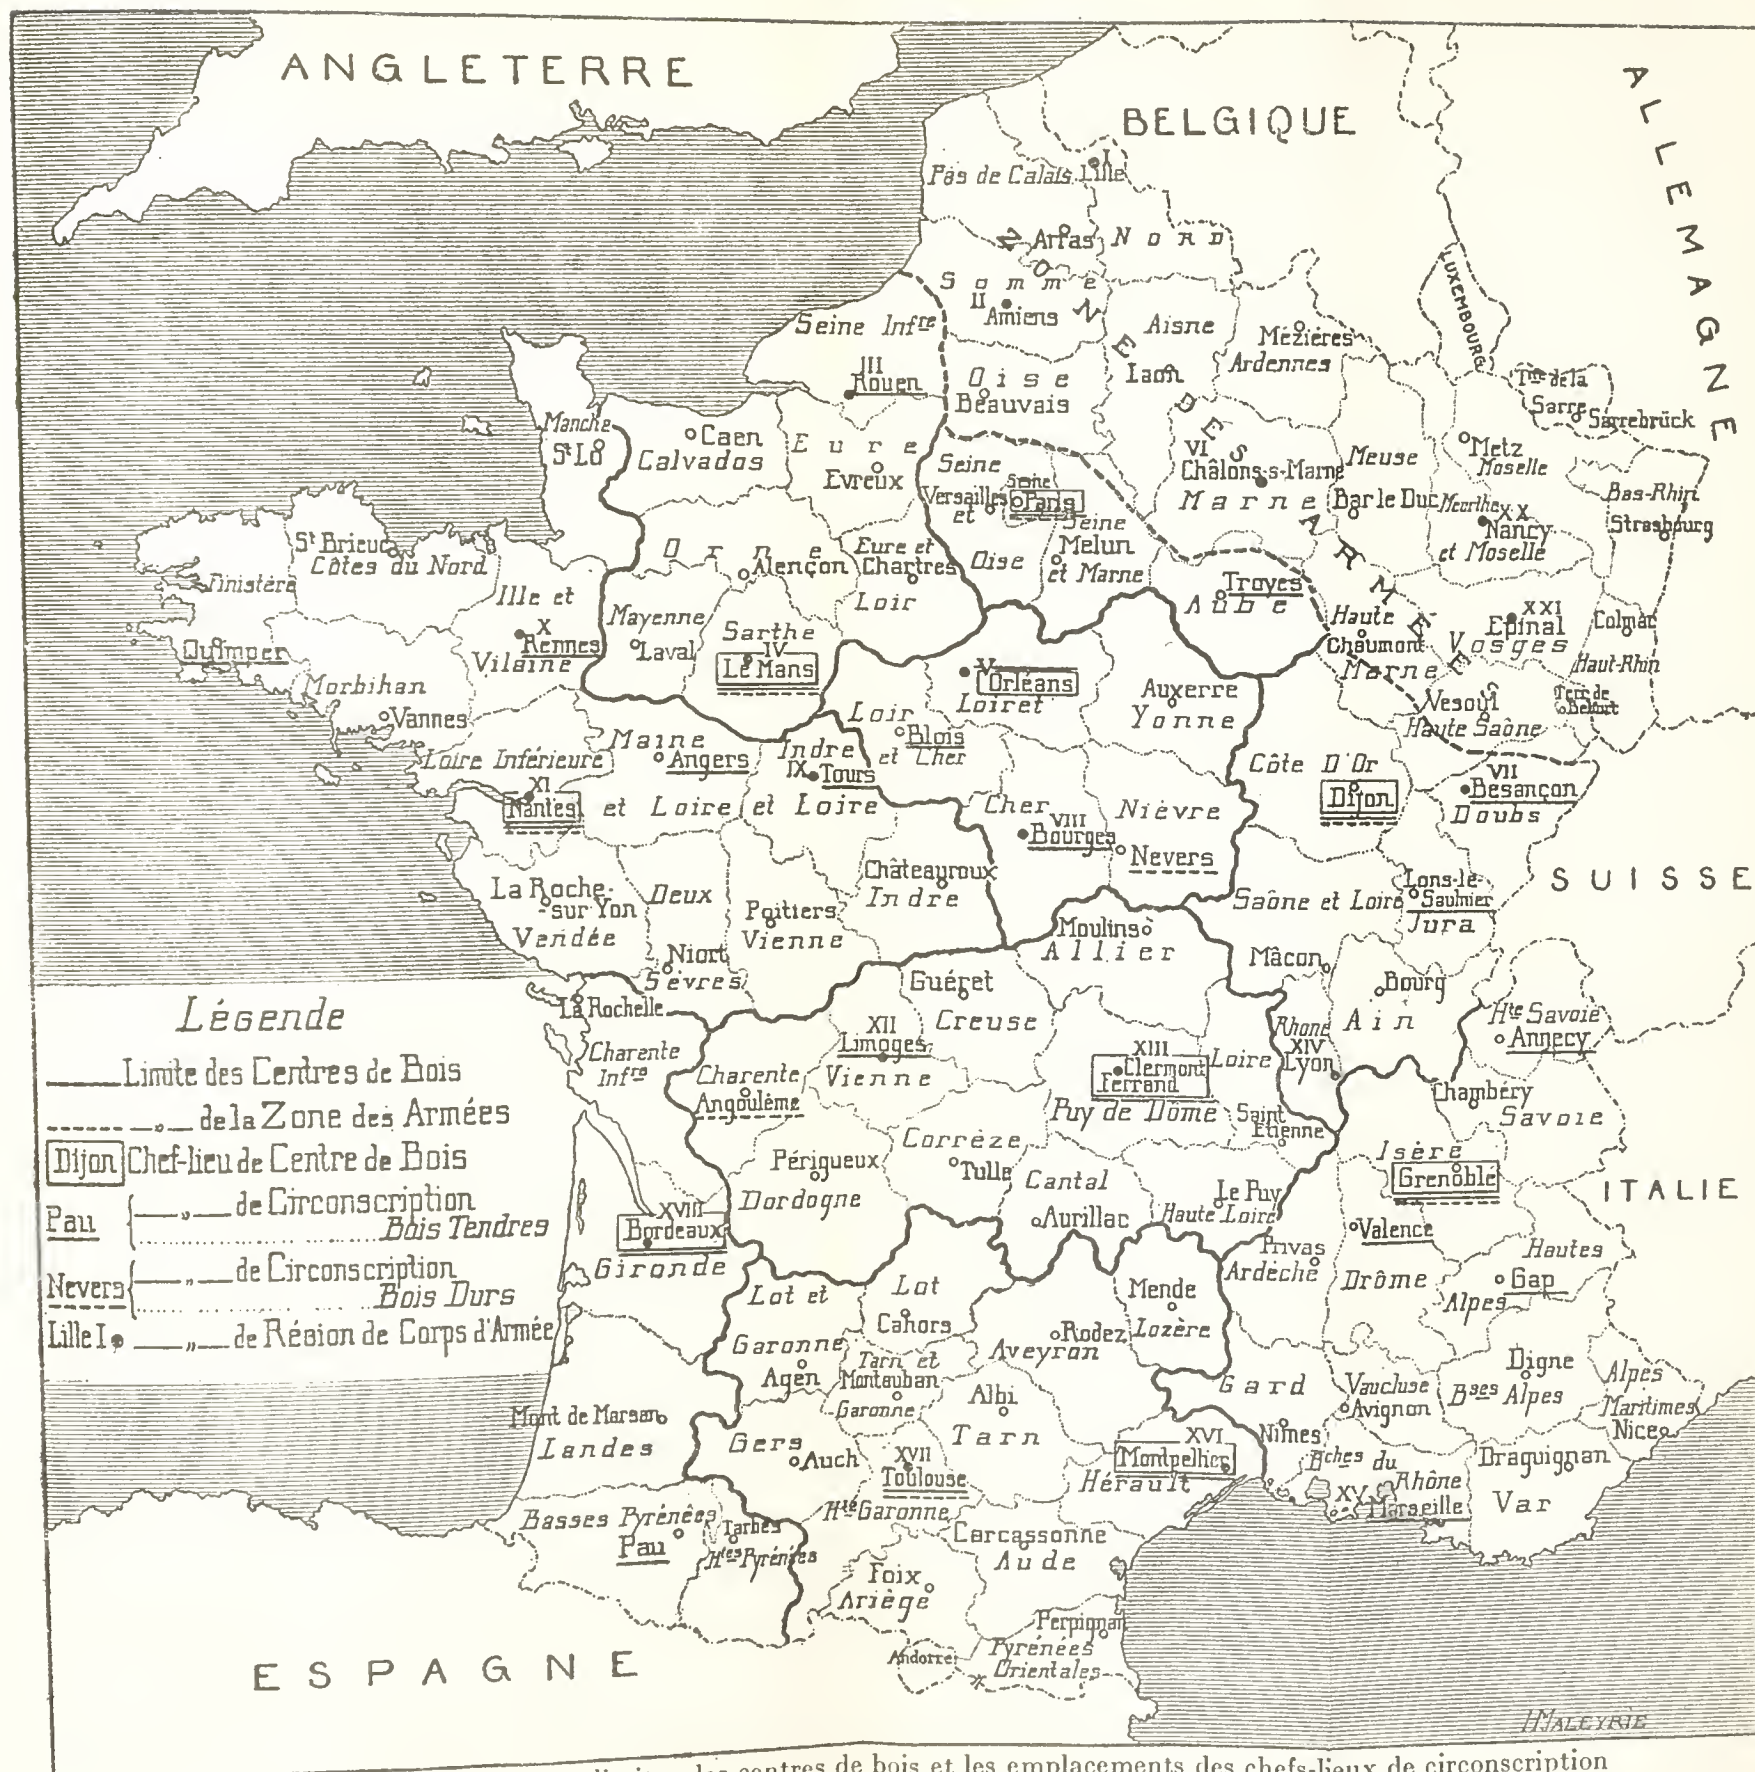 ANGLETERRE
BELGIQUE
ALLEMAGNE
LUXEMBOURG
SUISSE
ITALIE
ESPAGNE
Andorre
ZONE DES ARMÉE
Pas de Calais
I
Lille
Arras
Nord
Somme
II
Amiens
Aisne
Laon
Mézières
Ardennes
Seine Infre
III
Rouen
Oise
Beauvais
Tre de la
Sarre
Sarrebrück
Manche
St Lô
Caen
Calvados
Eure
Evreux
Seine
Versailles
et
Oise
Seine
Paris
Seine
Melun
et Marne
VI
Châlons-s-Marne
Marne
Meuse
Bar le Duc
Metz
Moselle
Meurthe
XX
Nancy
et Moselle
Bas-Rhin
Strasbourg
St Brieuc
Côtes du Nord
Finistère
Quimper
Ille et
X
Rennes
Vilaine
Morbihan
Vannes
Orne
Alençon
Eure et
Chartres
Loir
Mayenne
Laval
Sarthe
IV
Le Mans
Troyes
Aube
Haute
Chaumont
Marne
XXI
Epinal
Vosges
Colmar
Haut-Rhin
Vesoul
Haute Saône
Terre de
Belfort
V
Orléans
Loiret
Auxerre
Yonne
Loir
Blois
et Cher
Loire Inférieure
XI
Nantes
Maine
Angers
et Loire
Indre
IX Tours
et Loire
Cher
VIII
Bourges
Nièvre
Nevers
Côte D'Or
Dijon
VII
Besançon
Doubs
La Roche-
-sur Yon
Vendée
Deux
Niort
Sèvres
Poitiers
Vienne
Châteauroux
Indre
Saône et Loire
Mâcon
Lons-le-
Saulnier
Jura
Moulins
Allier
Bourg
Ain
La Rochelle
Charente
Infre
Guéret
Creuse
XII
Limoges
Vienne
Charente
Angoulême
XIII
Clermont
Ferrand
Puy de Dôme
Loire
Saint
Etienne
Rhone
XIV
Lyon
Hte Savoie
Annecy
Chambéry
Savoie
Isère
Grenoble
Corrèze
Tulle
Périgueux
Dordogne
Cantal
Aurillac
Le Puy
Haute Loire
XVIII
Bordeaux
Gironde
Lot et
Garonne
Agen
Lot
Cahors
Rodez
Aveyron
Mende
Lozère
Privas
Ardèche
Valence
Drôme
Hautes
Gap
Alpes
Mont de Marsan
Landes
Gers
Auch
Tarn et
Montauban
Garonne
XVII
Toulouse
Hte Garonne
Albi
Tarn
XVI
Montpellier
Hérault
Gard
Nîmes
Vaucluse
Avignon
Digne
Bses Alpes
Alpes
Maritimes
Nice
Bches du
Rhône
XV
Marseille
Draguignan
Var
Basses Pyrénées
Pau
Tarbes
Htes Pyrénées
Foix
Ariège
Carcassonne
Aude
Perpignan
Pyrénées
Orientales
Légende
Limite des Centres de Bois
—„— de la Zone des Armées
Dijon Chef-lieu de Centre de Bois
Pau { —„— de Circonscription
Bois Tendres
Nevers { —„— de Circonscription
Bois Durs
Lille I —„— de Région de Corps d'Armée
H MALEYRIE
les centres de bois et les emplacements des chefs-lieux de circonscription